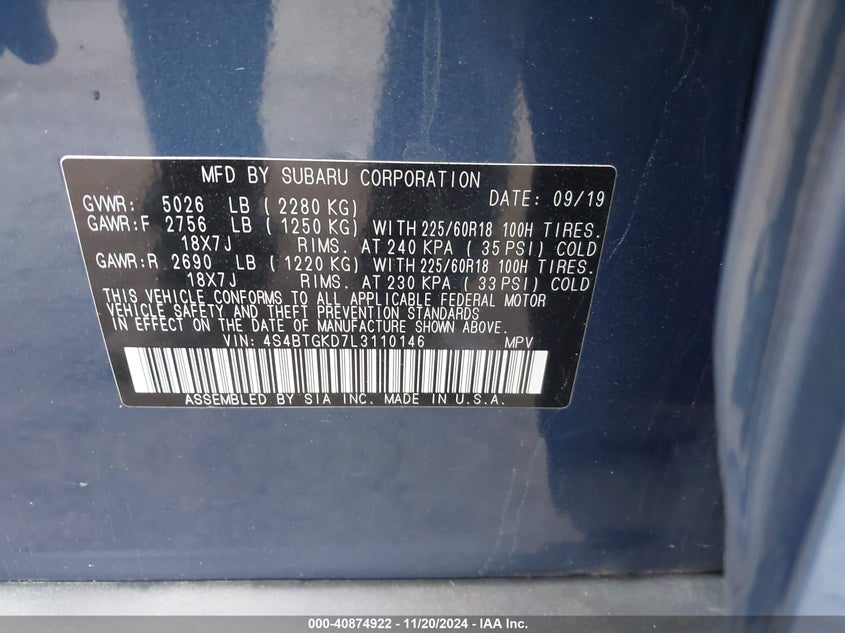 MFD BY SUBARU CORPORATION
GVWR: 5026 LB ( 2280 KG) DATE: 09/19
GAWR:F 2756 LB ( 1250 KG) WITH 225/60R18 100H TIRES.
18X7J RIMS. AT 240 KPA ( 35 PSI) COLD
GAWR:R 2690 LB ( 1220 KG) WITH 225/60R18 100H TIRES.
18X7J RIMS. AT 230 KPA ( 33 PSI) COLD
THIS VEHICLE CONFORMS TO ALL APPLICABLE FEDERAL MOTOR
VEHICLE SAFETY AND THEFT PREVENTION STANDARDS
IN EFFECT ON THE DATE OF MANUFACTURE SHOWN ABOVE.
VIN: 4S4BTGKD7L3110146 MPV
ASSEMBLED BY SIA INC. MADE IN U.S.A.
000-40874922 | 11/20/2024 | IAA Inc.